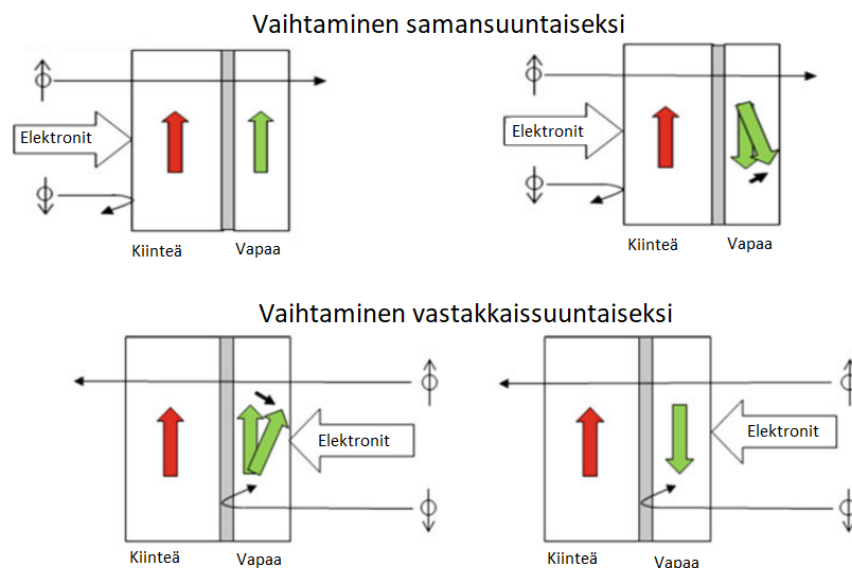 Vaihtaminen samansuuntaiseksi
Elektronit
Elektronit
Kiinteä
Vapaa
Kiinteä
Vapaa
Vaihtaminen vastakkaissuuntaiseksi
Elektronit
Elektronit
Kiinteä
Vapaa
Kiinteä
Vapaa